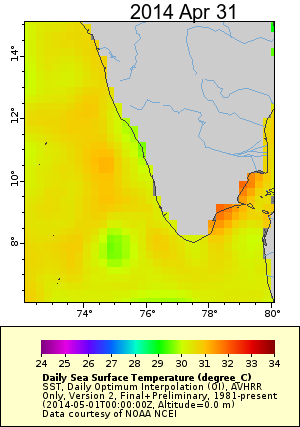 2014 Apr 31
14°
12°
10°
8°
74°
76°
78°
80°
24 25 26 27 28 29 30 31 32 33 34
Daily Sea Surface Temperature (degree_C)
SST, Daily Optimum Interpolation (OI), AVHRR
Only, Version 2, Final+Preliminary, 1981-present
(2014-05-01T00:00:00Z, Altitude=0.0 m)
Data courtesy of NOAA NCEI